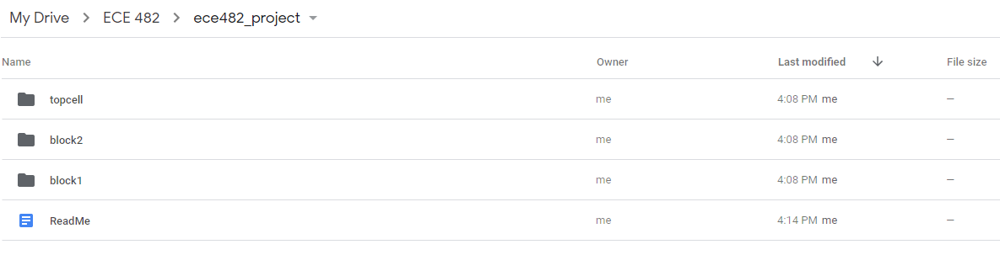 My Drive > ECE 482 > ece482_project
Name Owner Last modified File size
topcell me 4:08 PM me –
block2 me 4:08 PM me –
block1 me 4:08 PM me –
ReadMe me 4:14 PM me –